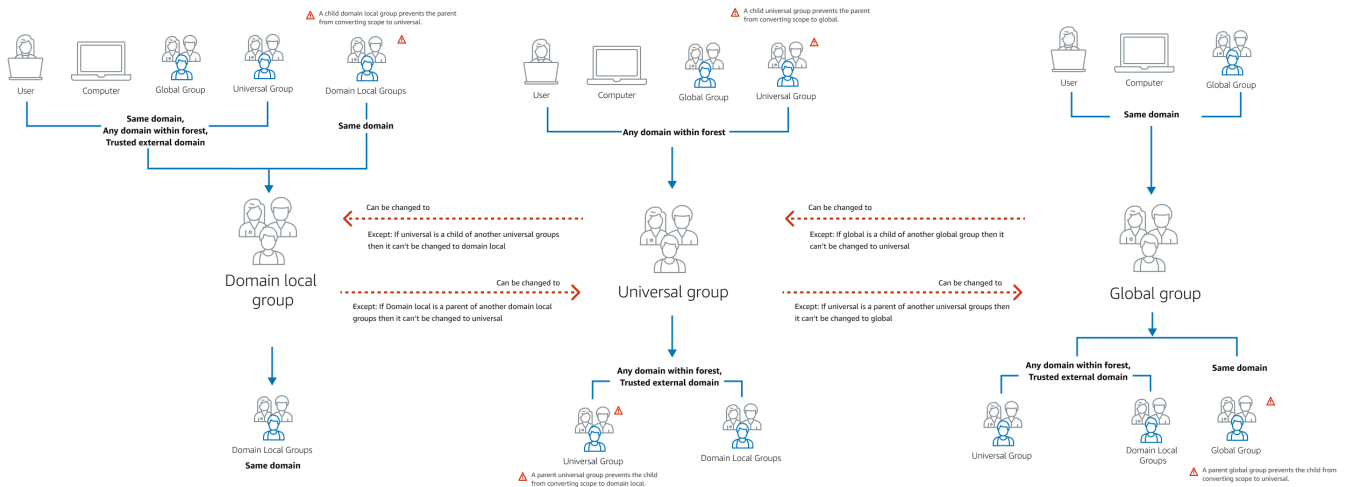 A child domain local group prevents the parent
from converting scope to universal.
User
Computer
Global Group
Universal Group
Domain Local Groups
Same domain,
Any domain within forest,
Trusted external domain
Same domain
A child universal group prevents the parent
from converting scope to global.
User
Computer
Global Group
Universal Group
Any domain within forest
User
Computer
Global Group
Same domain
Domain local
group
Can be changed to
Except: If universal is a child of another universal groups
then it can't be changed to domain local
Can be changed to
Except: If Domain local is a parent of another domain local
groups then it can't be changed to universal
Universal group
Can be changed to
Except: If global is a child of another global group then it
can't be changed to universal
Can be changed to
Except: If universal is a parent of another universal groups then
it can't be changed to global
Global group
Domain Local Groups
Same domain
Any domain within forest,
Trusted external domain
Universal Group
Domain Local Groups
A parent universal group prevents the child
from converting scope to domain local.
Any domain within forest,
Trusted external domain
Same domain
Universal Group
Domain Local
Groups
Global Group
A parent global group prevents the child from
converting scope to universal.